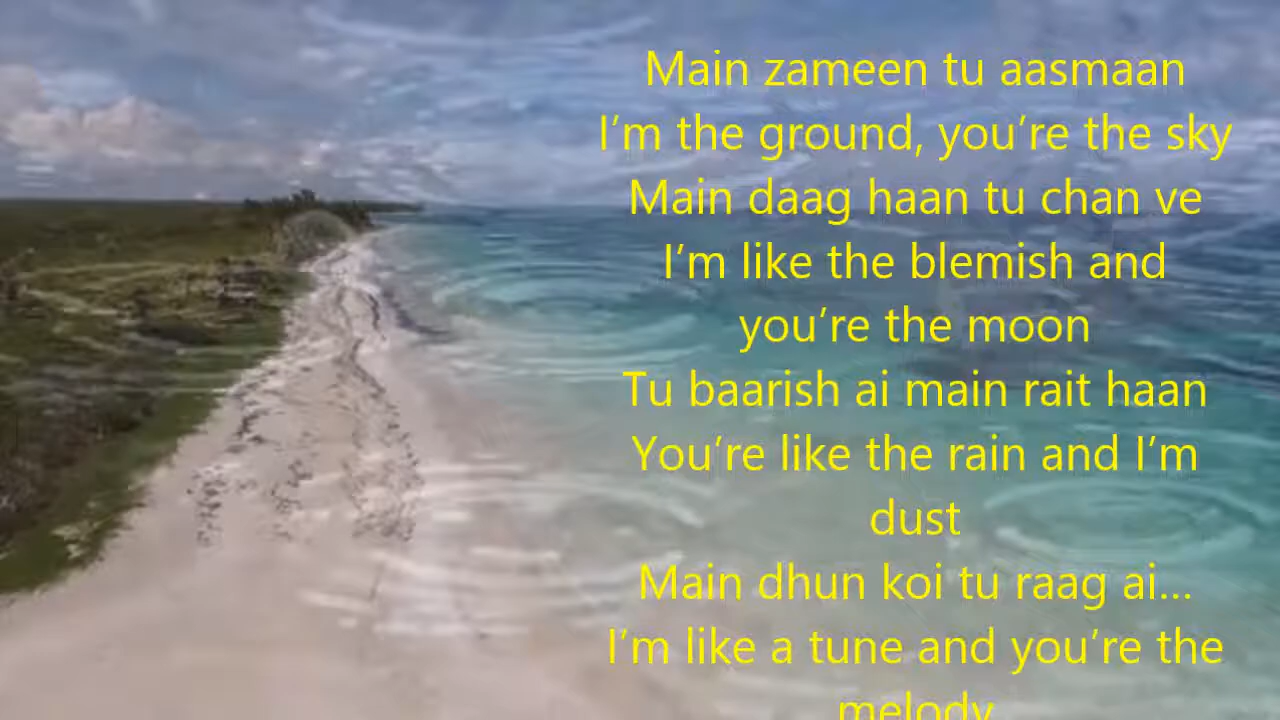 Main zameen tu aasmaan
I’m the ground, you’re the sky
Main daag haan tu chan ve
I’m like the blemish and
you’re the moon
Tu baarish ai main rait haan
You’re like the rain and I’m
dust
Main dhun koi tu raag ai...
I’m like a tune and you’re the
melody